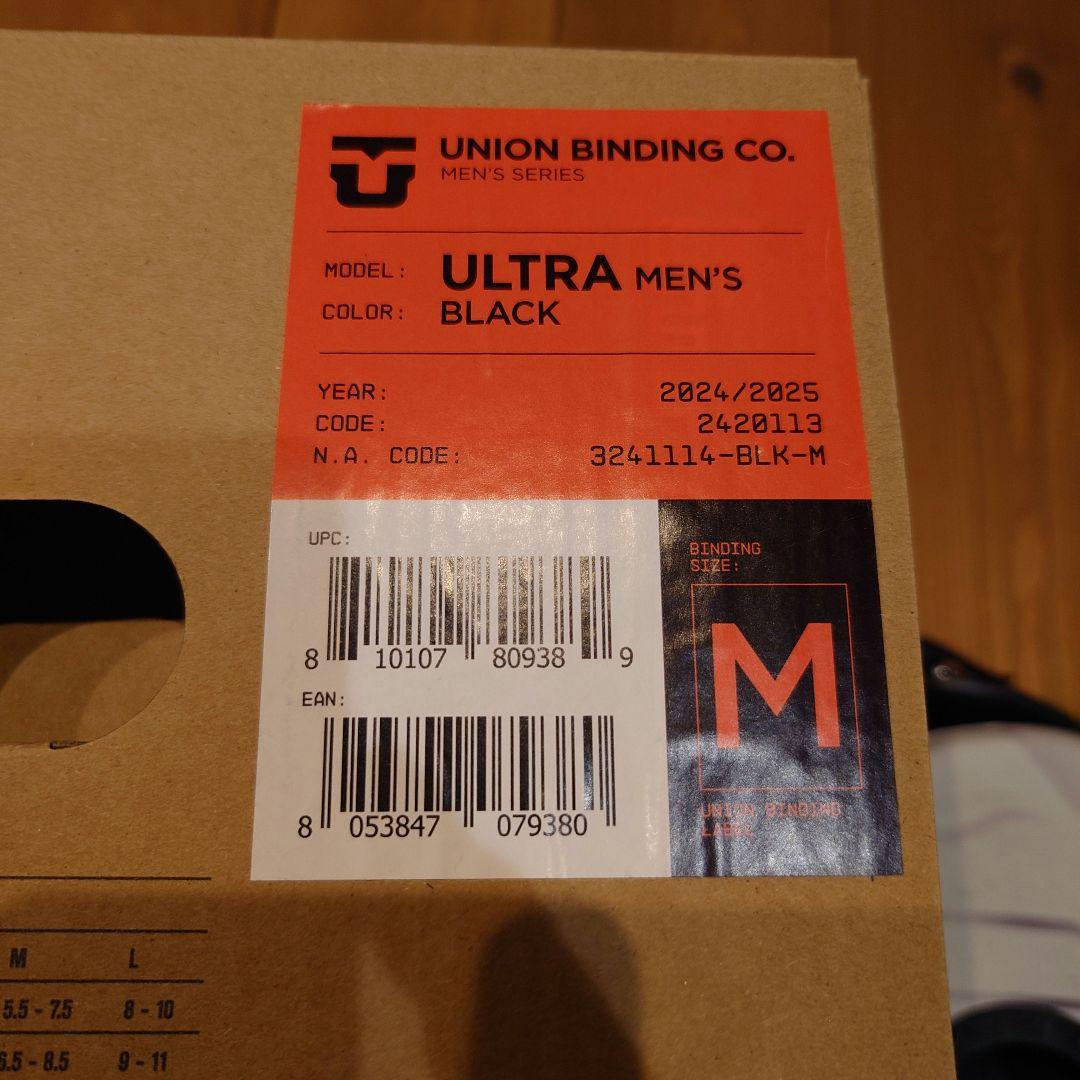 UNION BINDING CO.
MEN'S SERIES
MODEL: ULTRA MEN'S
COLOR: BLACK
YEAR: 2024/2025
CODE: 2420113
N.A. CODE: 3241114-BLK-M
UPC:
8 10107 80938 9
EAN:
8 053847 079380
BINDING
SIZE:
M
UNION BINDING
LABEL
M L
5.5 - 7.5 8 - 10
6.5 - 8.5 9 - 11